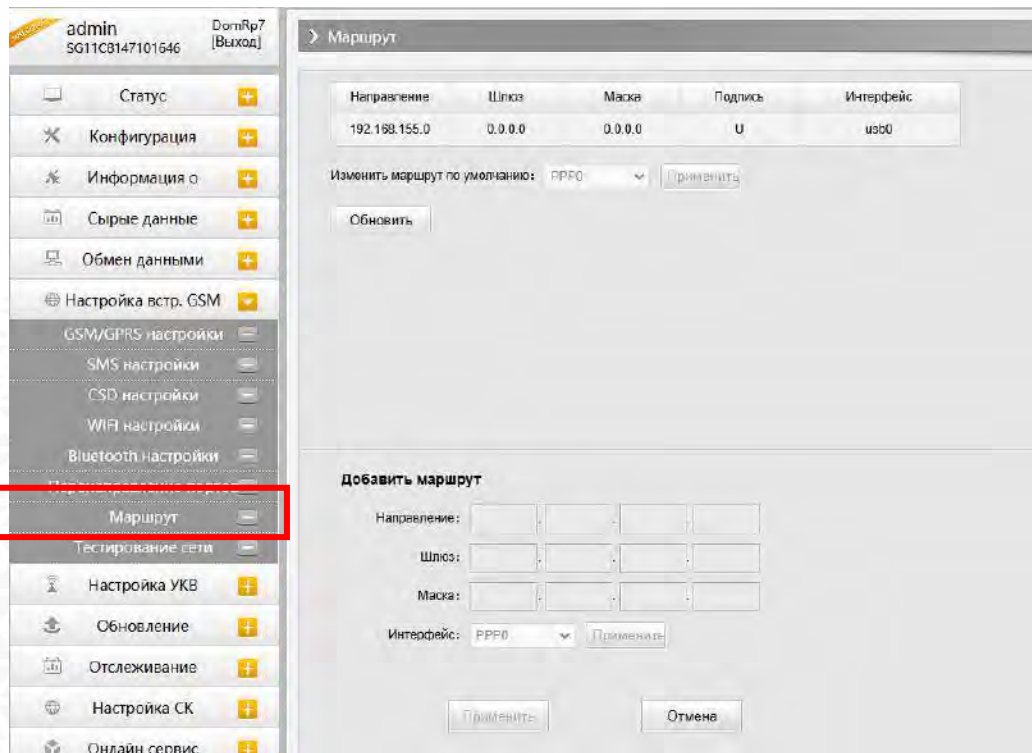 admin
SG11C8147101646
DomRp7
[Выход]
Статус
Конфигурация
Информация о
Сырые данные
Обмен данными
Настройка встр. GSM
GSM/GPRS настройки
SMS настройки
CSD настройки
WIFI настройки
Bluetooth настройки
Маршрут
Тестирование сети
Настройка УКВ
Обновление
Отслеживание
Настройка СК
Онлайн сервис
Маршрут
Направление Шлюз Маска Подпись Интерфейс
192.168.155.0 0.0.0.0 0.0.0.0 U usb0
Изменить маршрут по умолчанию: PPP0 Применить
Обновить
Добавить маршрут
Направление: . . .
Шлюз: . . .
Маска: . . .
Интерфейс: PPP0 Применить
Применить Отмена